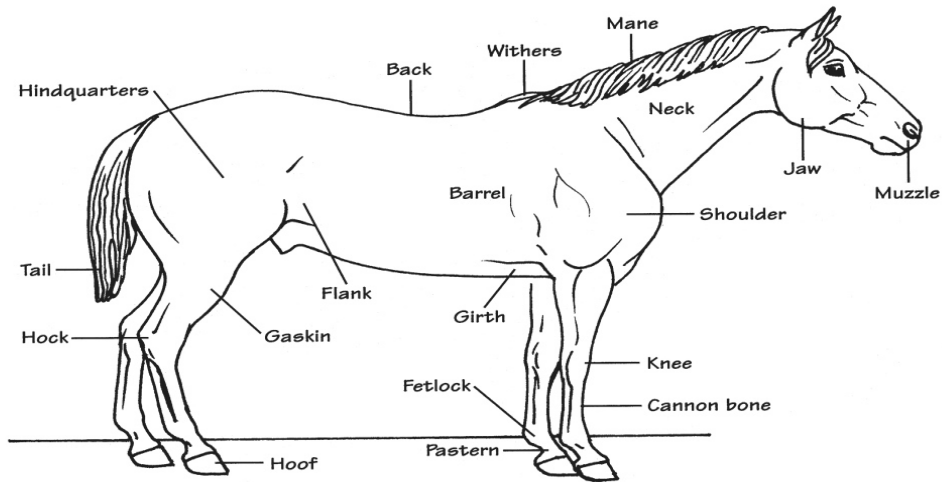 Mane
Withers
Back
Hindquarters
Neck
Jaw
Muzzle
Barrel
Shoulder
Tail
Flank
Girth
Hock
Gaskin
Knee
Fetlock
Cannon bone
Pastern
Hoof